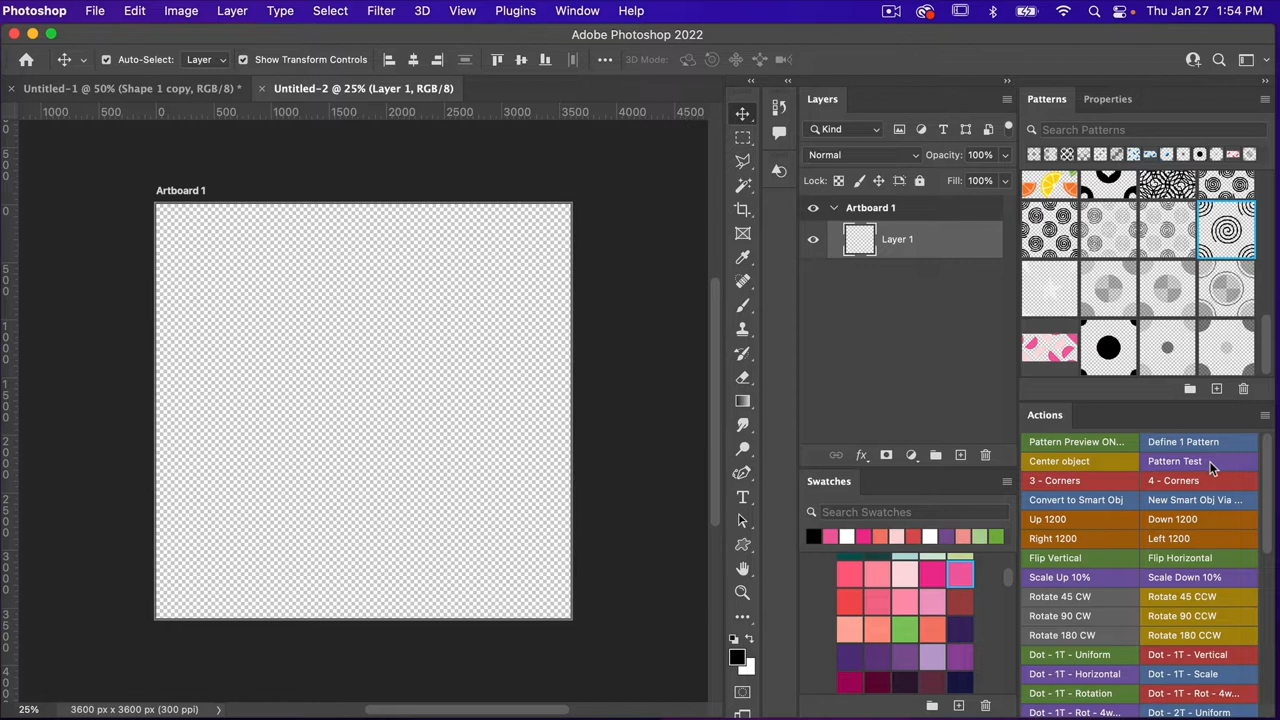 Photoshop File Edit Image Layer Type Select Filter 3D View Plugins Window Help Thu Jan 27 1:54 PM
Adobe Photoshop 2022
Auto-Select: Layer Show Transform Controls 3D Mode:
Untitled-1 @ 50% (Shape 1 copy, RGB/8) *
Untitled-2 @ 25% (Layer 1, RGB/8)
1000 500 0 500 1000 1500 2000 2500 3000 3500 4000 4500
Artboard 1
Layers
Kind
Normal Opacity: 100%
Lock: Fill: 100%
Artboard 1
Layer 1
Swatches
Search Swatches
Patterns Properties
Search Patterns
Actions
Pattern Preview ON... Define 1 Pattern
Center object Pattern Test
3 - Corners 4 - Corners
Convert to Smart Obj New Smart Obj Via ...
Up 1200 Down 1200
Right 1200 Left 1200
Flip Vertical Flip Horizontal
Scale Up 10% Scale Down 10%
Rotate 45 CW Rotate 45 CCW
Rotate 90 CW Rotate 90 CCW
Rotate 180 CW Rotate 180 CCW
Dot - 1T - Uniform Dot - 1T - Vertical
Dot - 1T - Horizontal Dot - 1T - Scale
Dot - 1T - Rotation Dot - 1T - Rot - 4w...
Dot - 1T - Rot - 4w... Dot - 2T - Uniform
25% 3600 px x 3600 px (300 ppi)